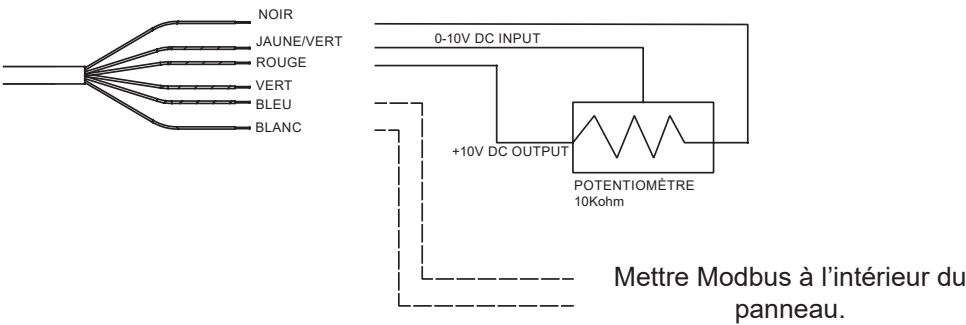 NOIR
JAUNE/VERT
0-10V DC INPUT
ROUGE
VERT
BLEU
BLANC
+10V DC OUTPUT
POTENTIOMÈTRE
10Kohm
Mettre Modbus à l’intérieur du
panneau.